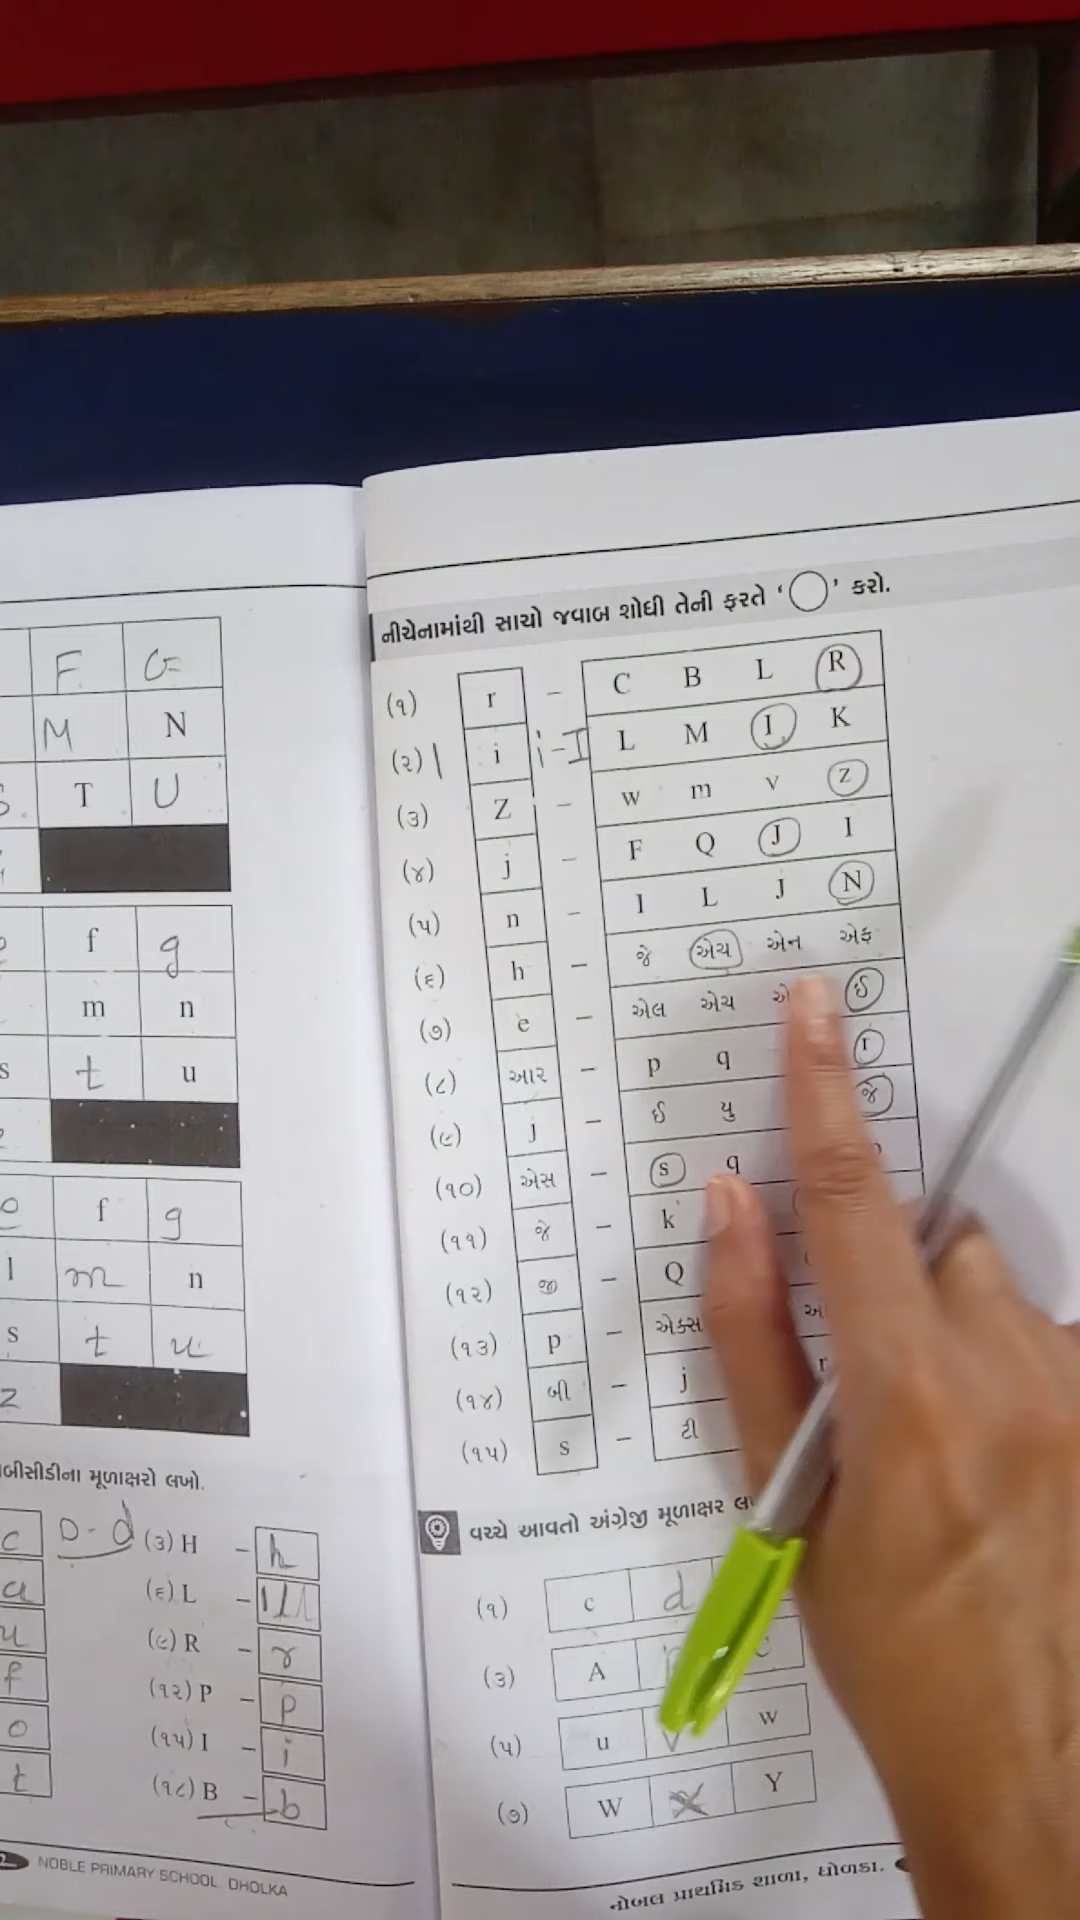 F G
M N
T U
f g
m n
s t u
f g
l m n
s t u
z
બીસીડીના મૂળાક્ષરો લખો.
c D - d (૩) H - h
a (૬) L -
u (૯) R - r
f (૧૨) P - p
o (૧૫) I - i
t (૧૮) B - b
NOBLE PRIMARY SCHOOL DHOLKA
નીચેનામાંથી સાચો જવાબ શોધી તેની ફરતે ‘◯’ કરો.
(૧) r - C B L R
(૨) i i-I L M I K
(૩) Z - w m v z
(૪) j - F Q J I
(૫) n - I L J N
(૬) h - જે એચ એન એફ
(૭) e - એલ એચ ઈ
(૮) આર - p q r
(૯) j - ઈ યુ જે
(૧૦) એસ - s q
(૧૧) જે - k
(૧૨) જી - Q
(૧૩) p - એક્સ
(૧૪) બી - j r
(૧૫) s - ટી
વચ્ચે આવતો અંગ્રેજી મૂળાક્ષર
(૧) c d
(૩) A
(૫) u v w
(૭) W x Y
નોબલ પ્રાથમિક શાળા, ધોળકા.